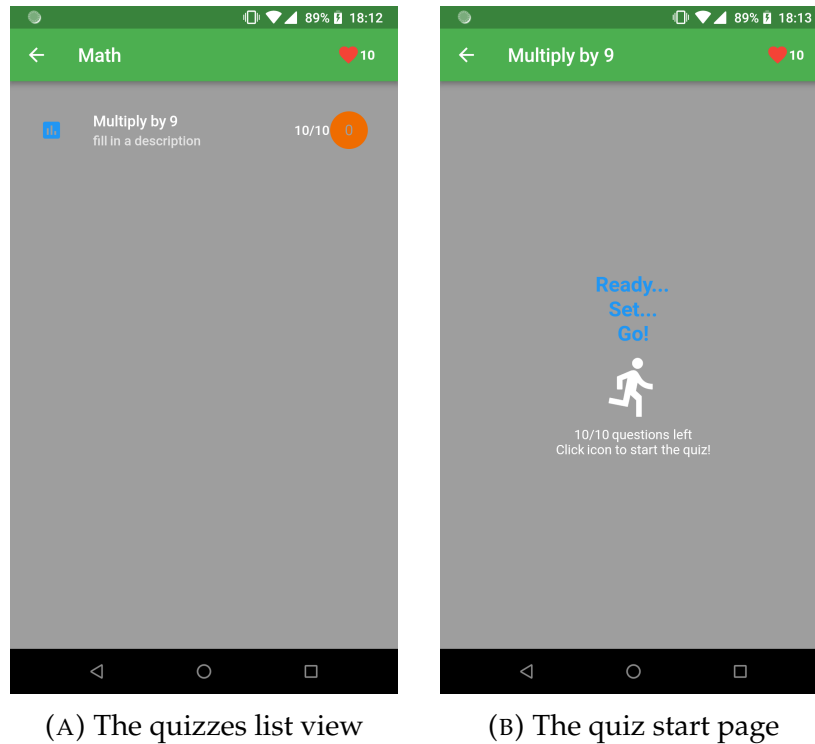 89% 18:12
Math
10
Multiply by 9
fill in a description
10/10 0
(A) The quizzes list view
89% 18:13
Multiply by 9
10
Ready...
Set...
Go!
10/10 questions left
Click icon to start the quiz!
(B) The quiz start page